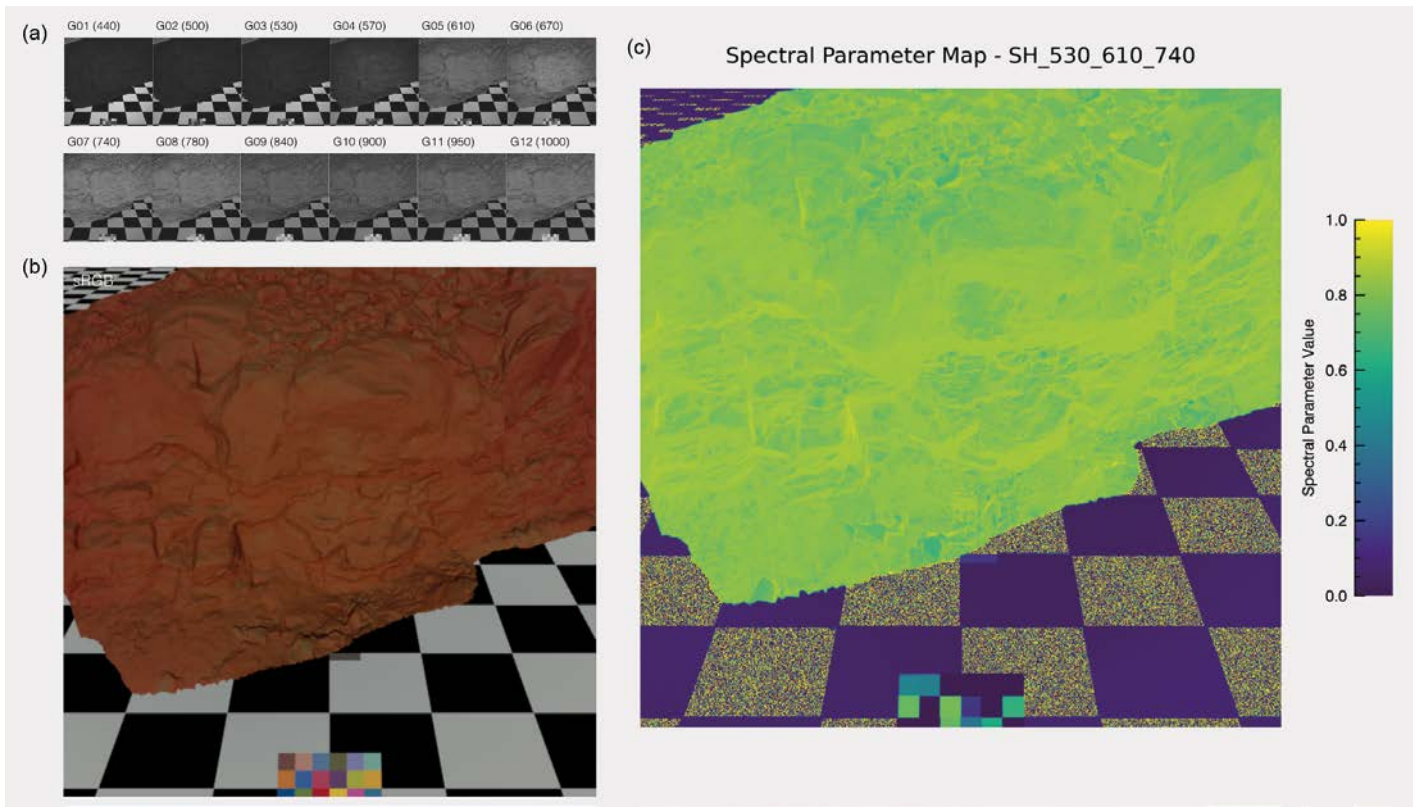 (a)
G01 (440) G02 (500) G03 (530) G04 (570) G05 (610) G06 (670)
G07 (740) G08 (780) G09 (840) G10 (900) G11 (950) G12 (1000)
(b)
sRGB
(c)
Spectral Parameter Map - SH_530_610_740
1.0
0.8
0.6
0.4
0.2
0.0
Spectral Parameter Value